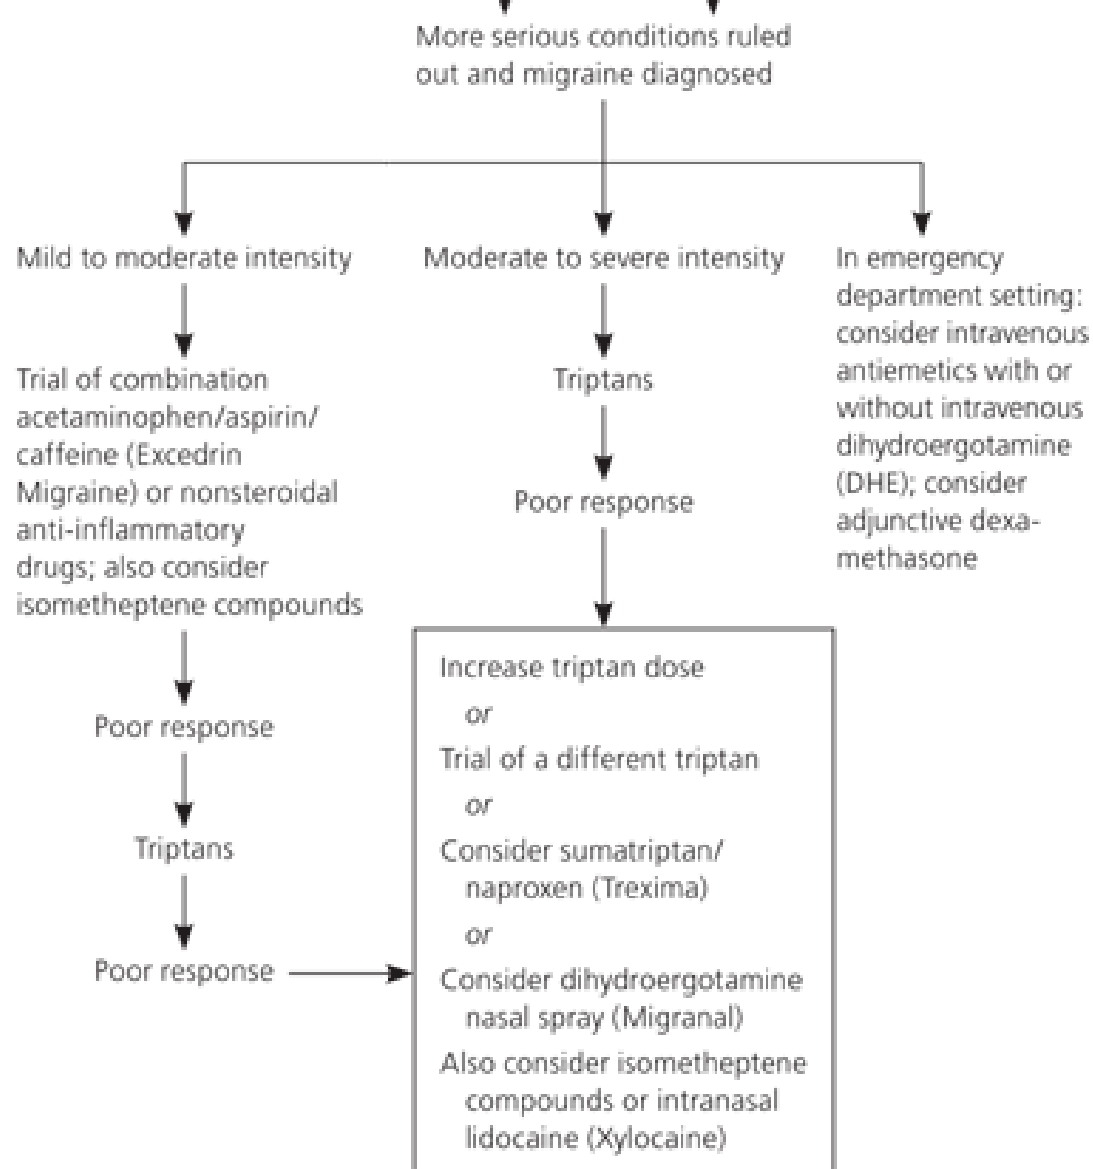 More serious conditions ruled
out and migraine diagnosed
Mild to moderate intensity
Trial of combination
acetaminophen/aspirin/
caffeine (Excedrin
Migraine) or nonsteroidal
anti-inflammatory
drugs; also consider
isometheptene compounds
Poor response
Triptans
Poor response
Moderate to severe intensity
Triptans
Poor response
Increase triptan dose
or
Trial of a different triptan
or
Consider sumatriptan/
naproxen (Trexima)
or
Consider dihydroergotamine
nasal spray (Migranal)
Also consider isometheptene
compounds or intranasal
lidocaine (Xylocaine)
In emergency
department setting:
consider intravenous
antiemetics with or
without intravenous
dihydroergotamine
(DHE); consider
adjunctive dexa-
methasone